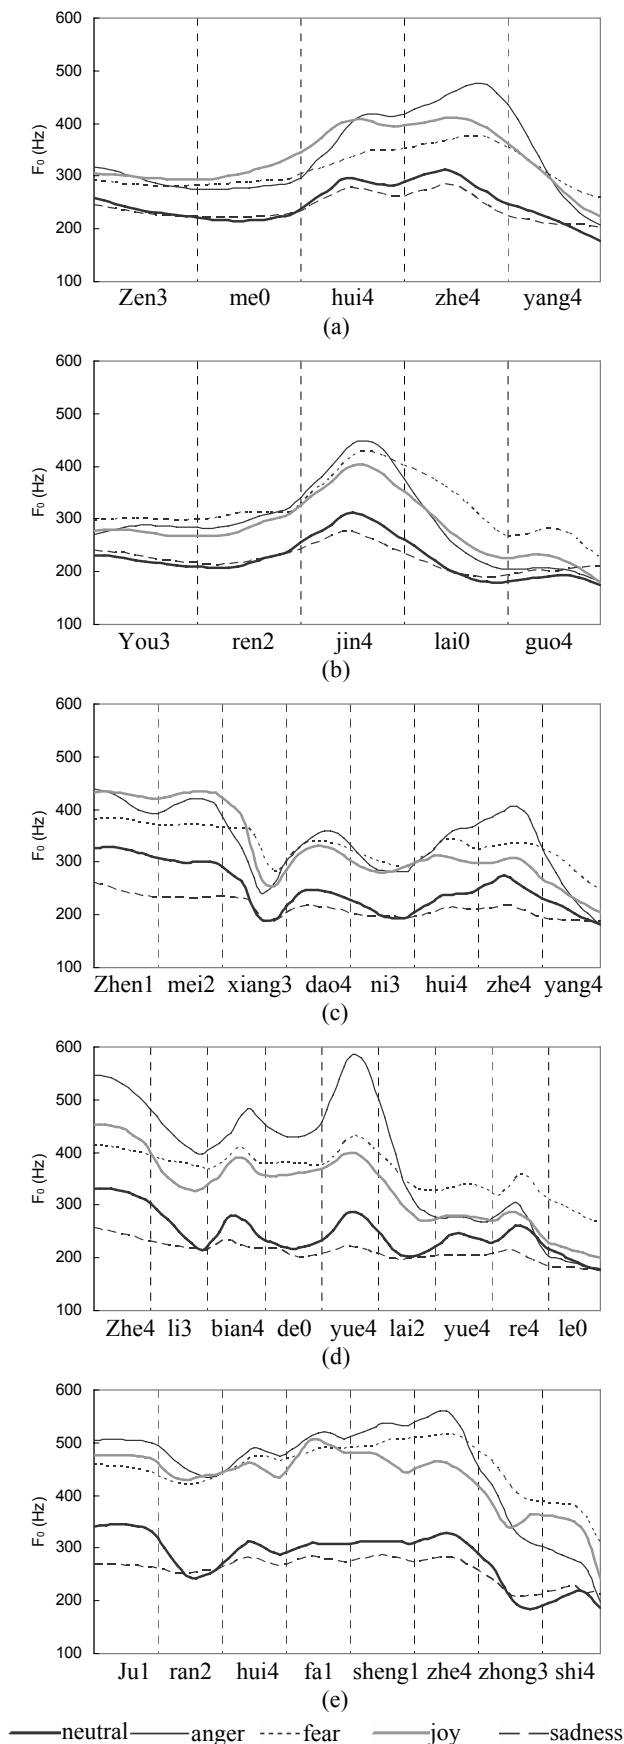 600
500
400
300
200
100
F₀ (Hz)
Zen3 me0 hui4 zhe4 yang4
(a)
600
500
400
300
200
100
F₀ (Hz)
You3 ren2 jin4 lai0 guo4
(b)
600
500
400
300
200
100
F₀ (Hz)
Zhen1 mei2 xiang3 dao4 ni3 hui4 zhe4 yang4
(c)
600
500
400
300
200
100
F₀ (Hz)
Zhe4 li3 bian4 de0 yue4 lai2 yue4 re4 le0
(d)
600
500
400
300
200
100
F₀ (Hz)
Ju1 ran2 hui4 fa1 sheng1 zhe4 zhong3 shi4
(e)
neutral anger fear joy sadness